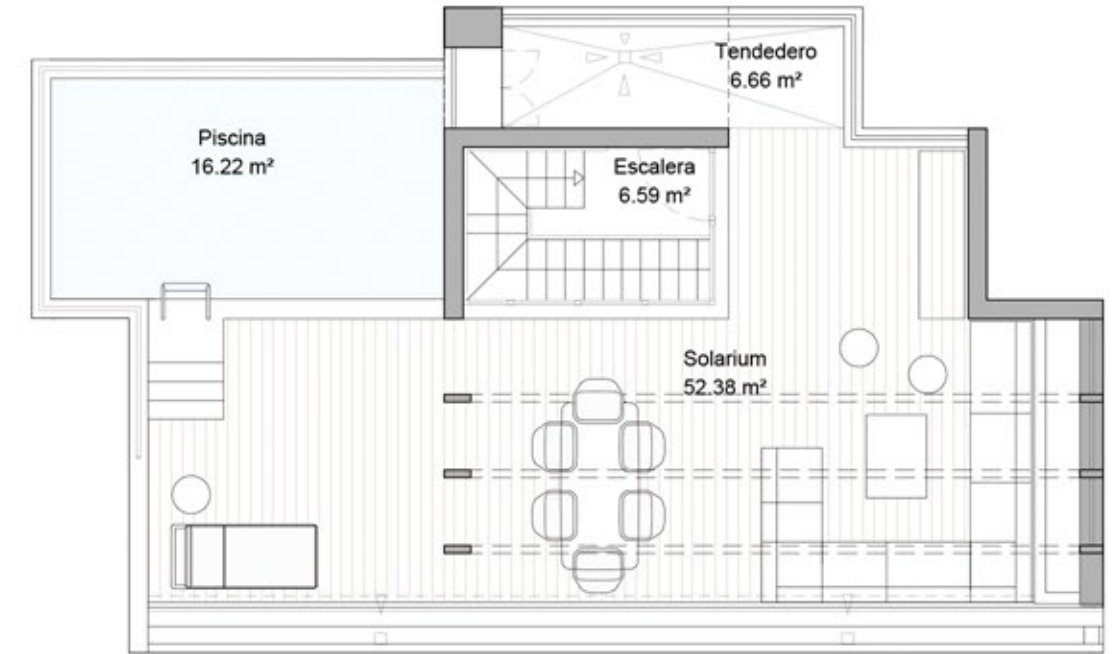 Tendedero
6.66 m²
Piscina
16.22 m²
Escalera
6.59 m²
Solarium
52.38 m²